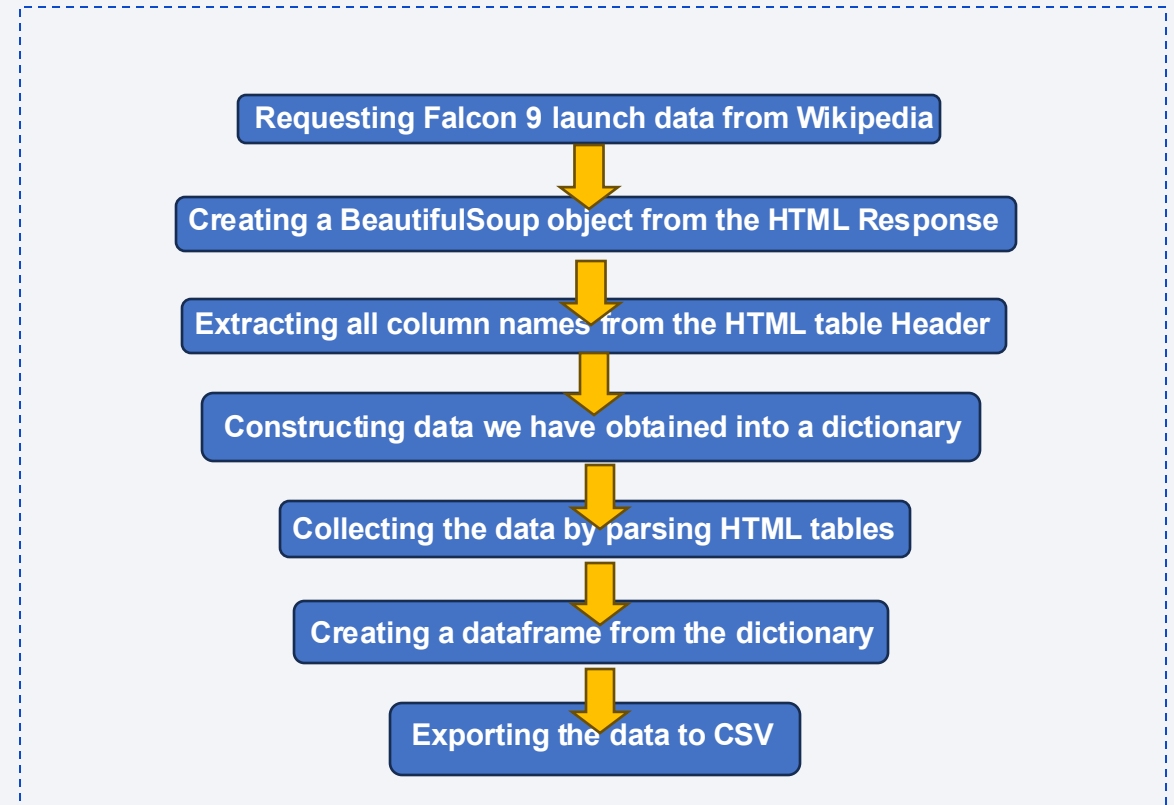 Requesting Falcon 9 launch data from Wikipedia
Creating a BeautifulSoup object from the HTML Response
Extracting all column names from the HTML table Header
Constructing data we have obtained into a dictionary
Collecting the data by parsing HTML tables
Creating a dataframe from the dictionary
Exporting the data to CSV